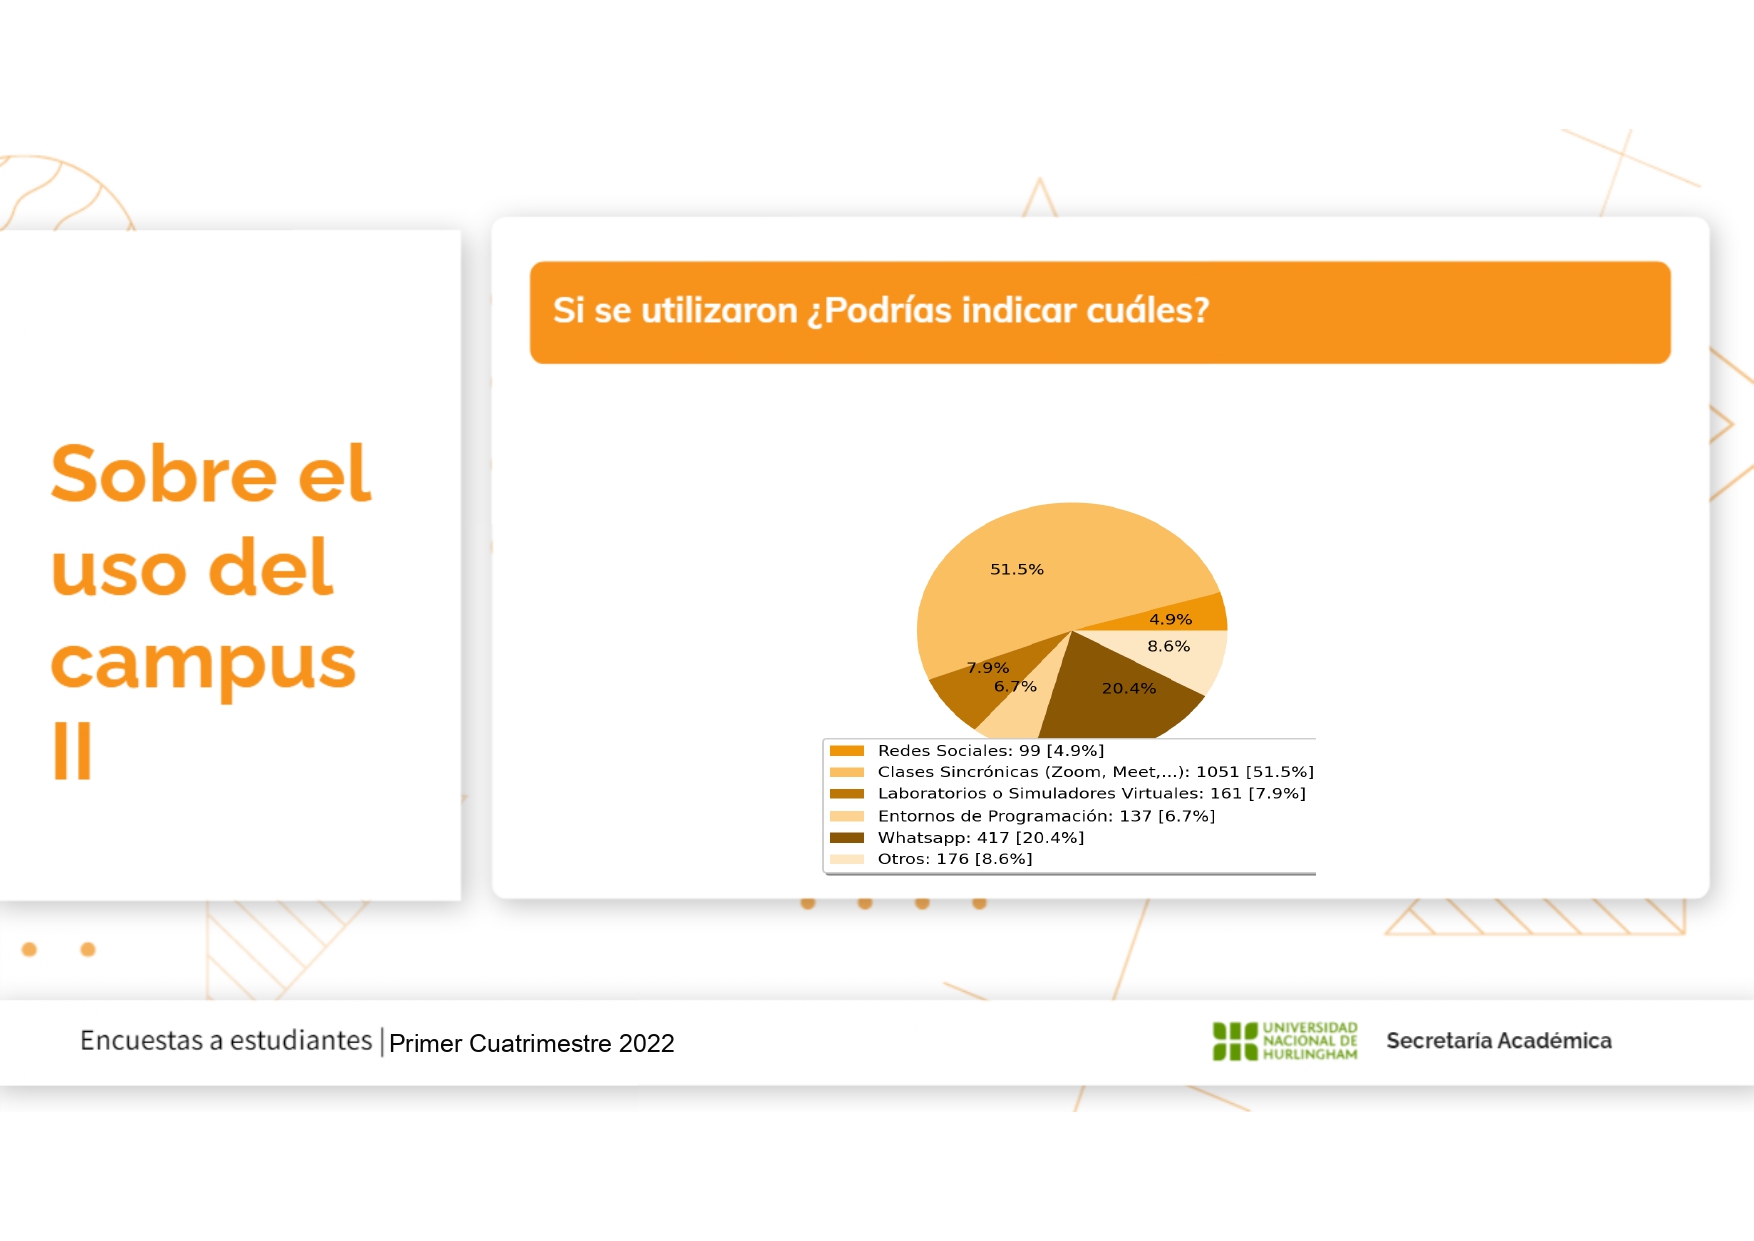 Sobre el
uso del
campus
II
Si se utilizaron ¿Podrías indicar cuáles?
51.5%
4.9%
8.6%
7.9%
6.7%
20.4%
Redes Sociales: 99 [4.9%]
Clases Sincrónicas (Zoom, Meet,...): 1051 [51.5%]
Laboratorios o Simuladores Virtuales: 161 [7.9%]
Entornos de Programación: 137 [6.7%]
Whatsapp: 417 [20.4%]
Otros: 176 [8.6%]
Encuestas a estudiantes | Primer Cuatrimestre 2022
UNIVERSIDAD
NACIONAL DE
HURLINGHAM
Secretaría Académica